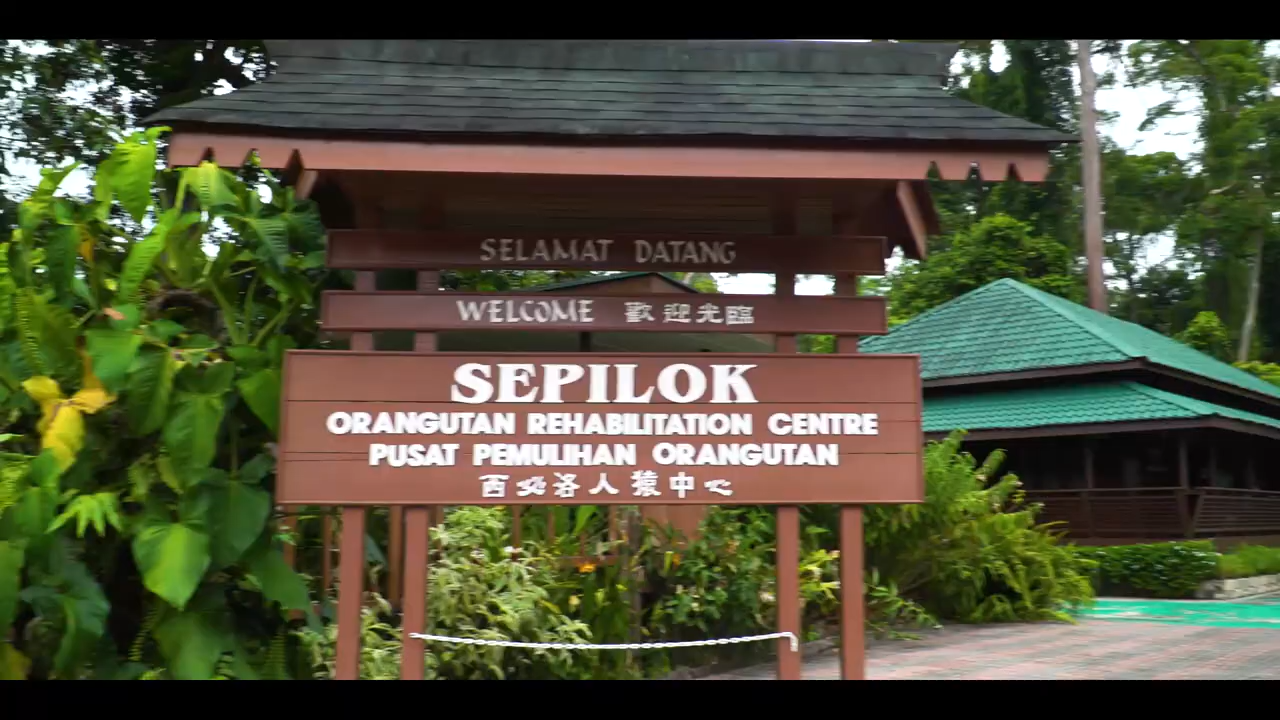 SELAMAT DATANG
WELCOME 歡迎光臨
SEPILOK
ORANGUTAN REHABILITATION CENTRE
PUSAT PEMULIHAN ORANGUTAN
西必洛人猿中心